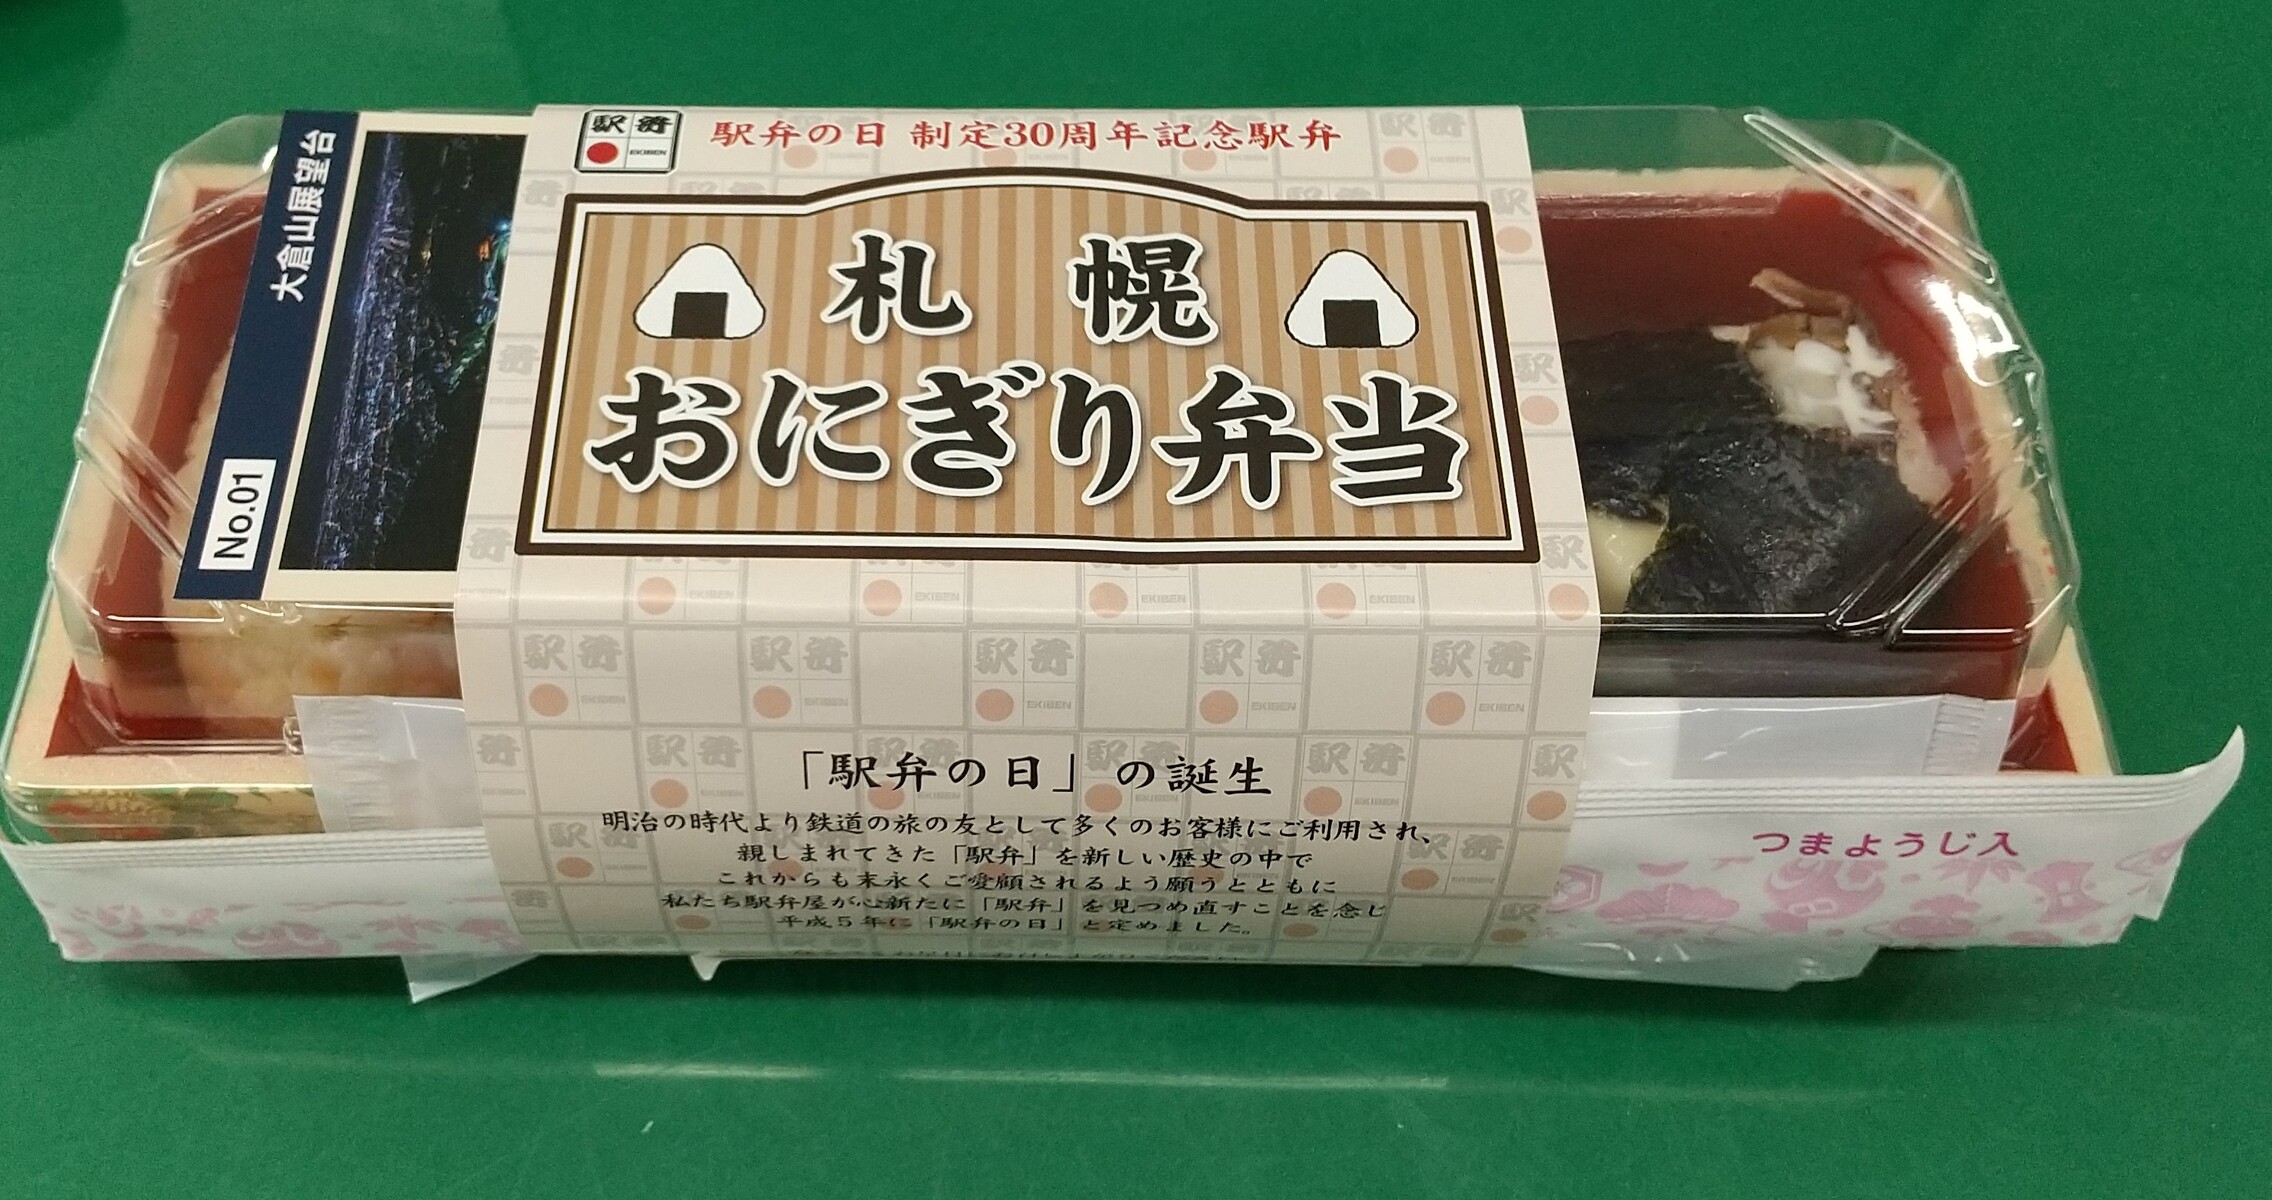 駅弁
EKIBEN
駅弁の日 制定30周年記念駅弁
札幌
おにぎり弁当
大倉山展望台
No.01
「駅弁の日」の誕生
明治の時代より鉄道の旅の友として多くのお客様にご利用され、
親しまれてきた「駅弁」を新しい歴史の中で
これからも末永くご愛顧されるよう願うとともに
私たち駅弁屋が心新たに「駅弁」を見つめ直すことを念じ
平成5年に「駅弁の日」と定めました。
つまようじ入